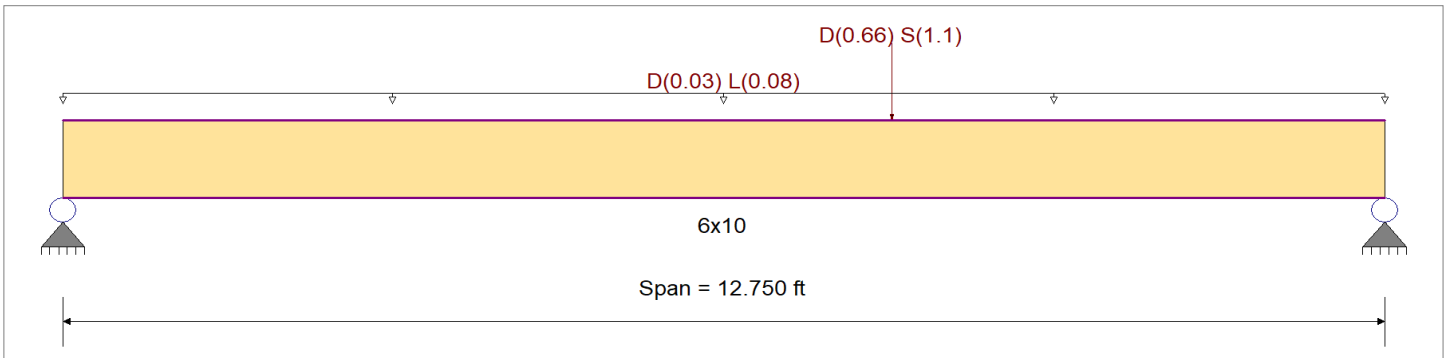 D(0.66) S(1.1)
D(0.03) L(0.08)
6x10
Span = 12.750 ft